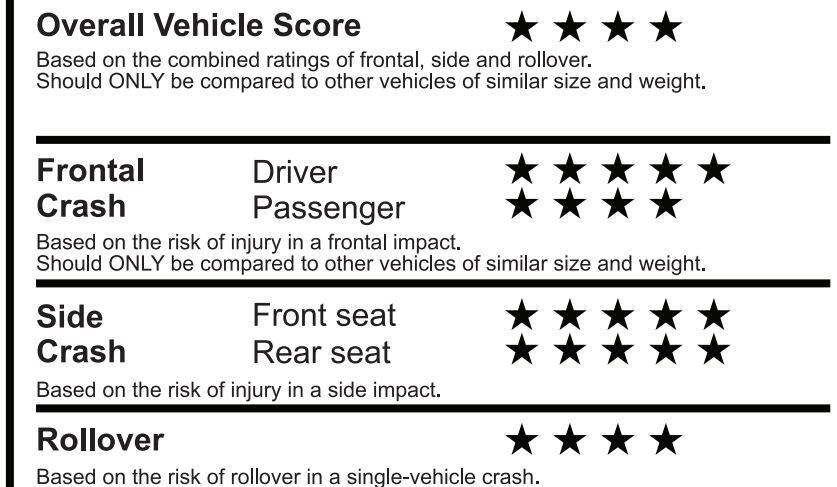 Overall Vehicle Score ★ ★ ★ ★
Based on the combined ratings of frontal, side and rollover.
Should ONLY be compared to other vehicles of similar size and weight.
Frontal Driver ★ ★ ★ ★ ★
Crash Passenger ★ ★ ★ ★
Based on the risk of injury in a frontal impact.
Should ONLY be compared to other vehicles of similar size and weight.
Side Front seat ★ ★ ★ ★ ★
Crash Rear seat ★ ★ ★ ★ ★
Based on the risk of injury in a side impact.
Rollover ★ ★ ★ ★
Based on the risk of rollover in a single-vehicle crash.